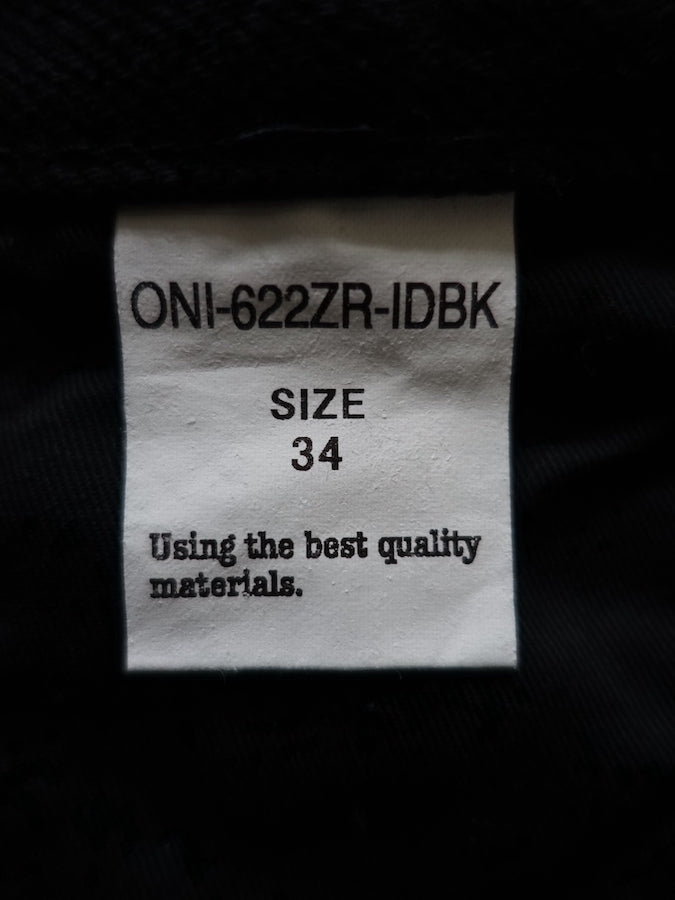 ONI-622ZR-IDBK
SIZE
34
Using the best quality
materials.